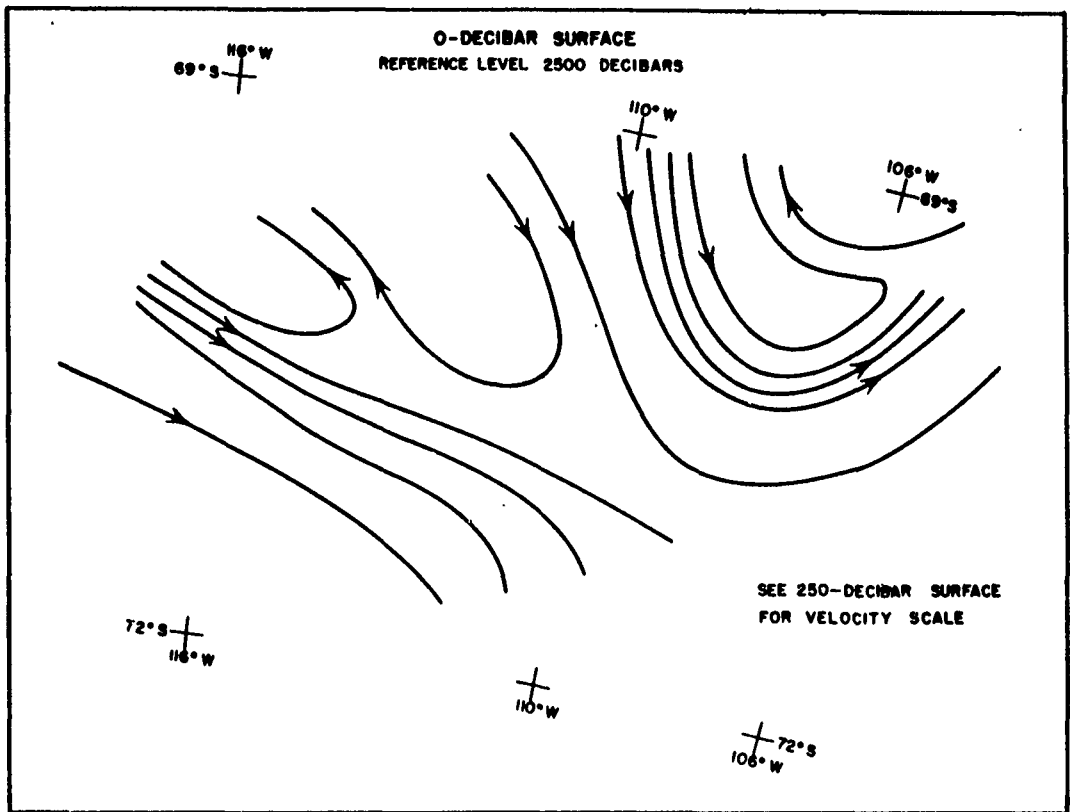 O-DECIBAR SURFACE
REFERENCE LEVEL 2500 DECIBARS
116° W
69° S
110° W
106° W
69°S
SEE 250-DECIBAR SURFACE
FOR VELOCITY SCALE
72° S
116° W
110° W
72°S
106° W